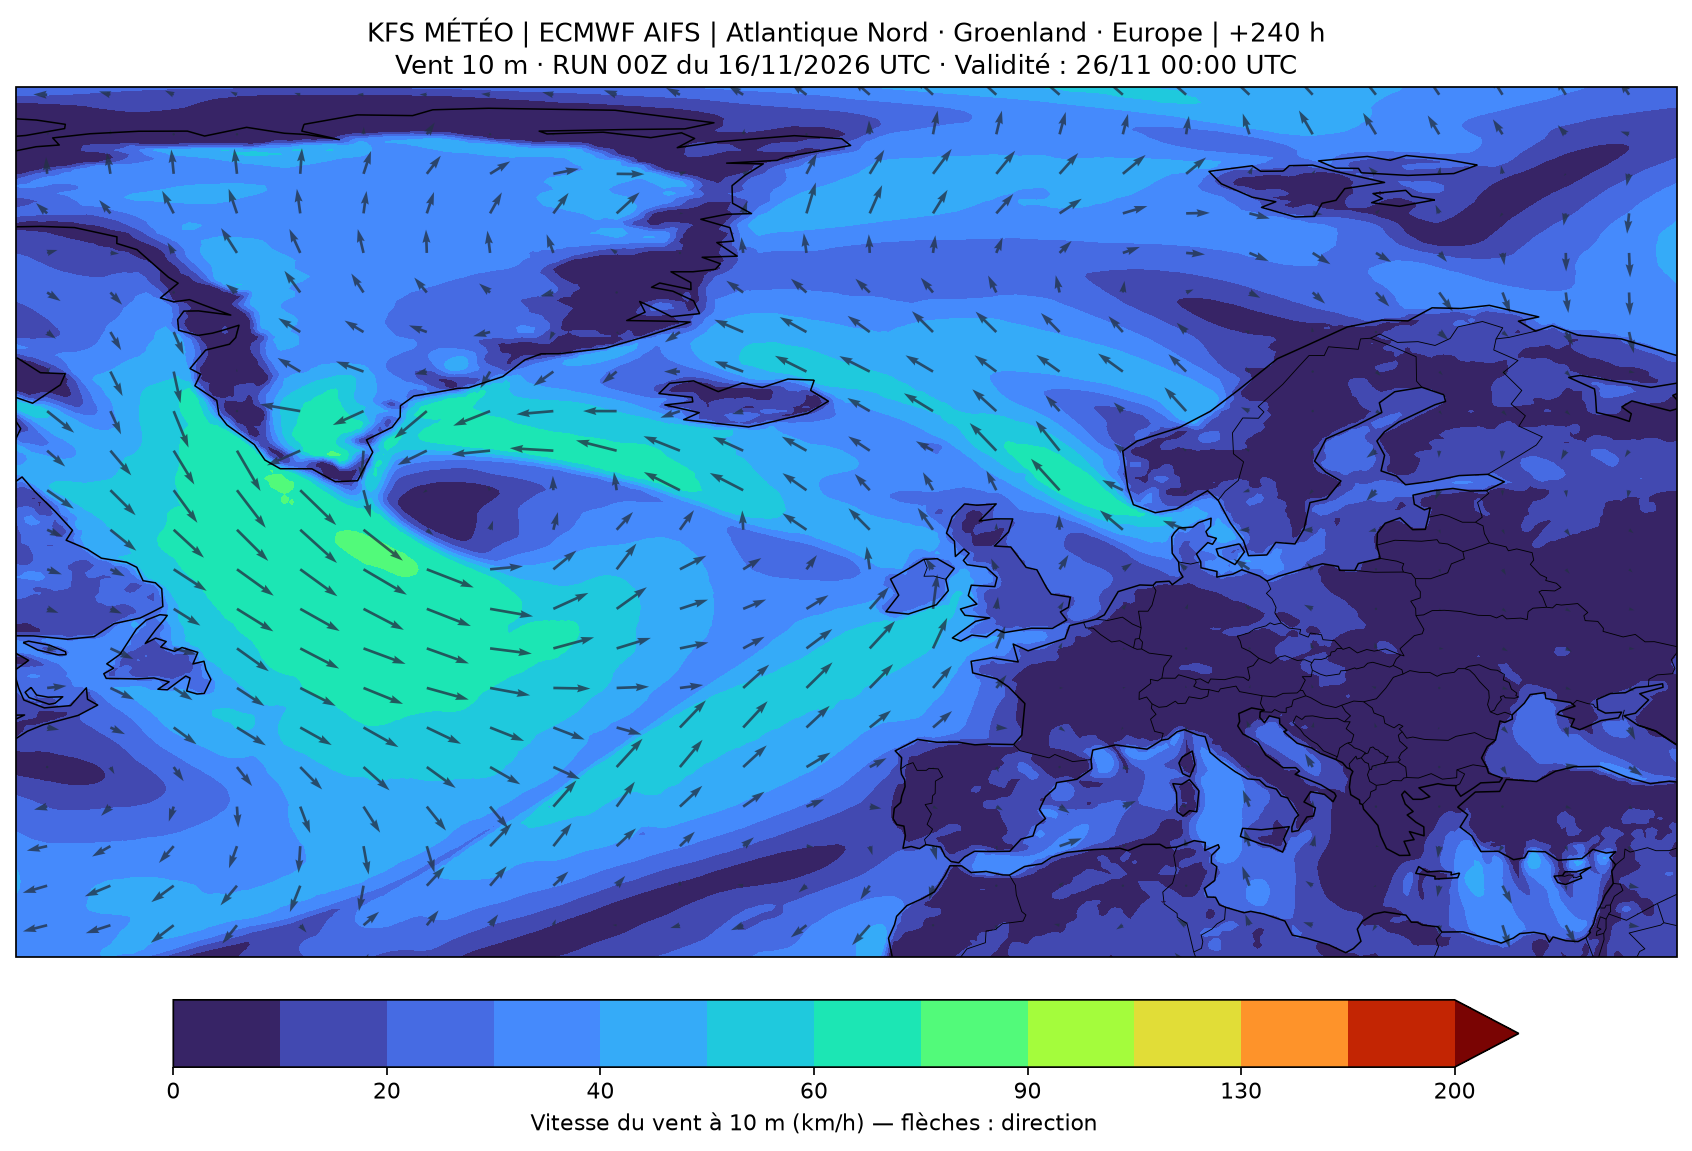 KFS MÉTÉO | ECMWF AIFS | Atlantique Nord · Groenland · Europe | +240 h
Vent 10 m · RUN 00Z du 16/11/2026 UTC · Validité : 26/11 00:00 UTC
0 20 40 60 90 130 200
Vitesse du vent à 10 m (km/h) — flèches : direction